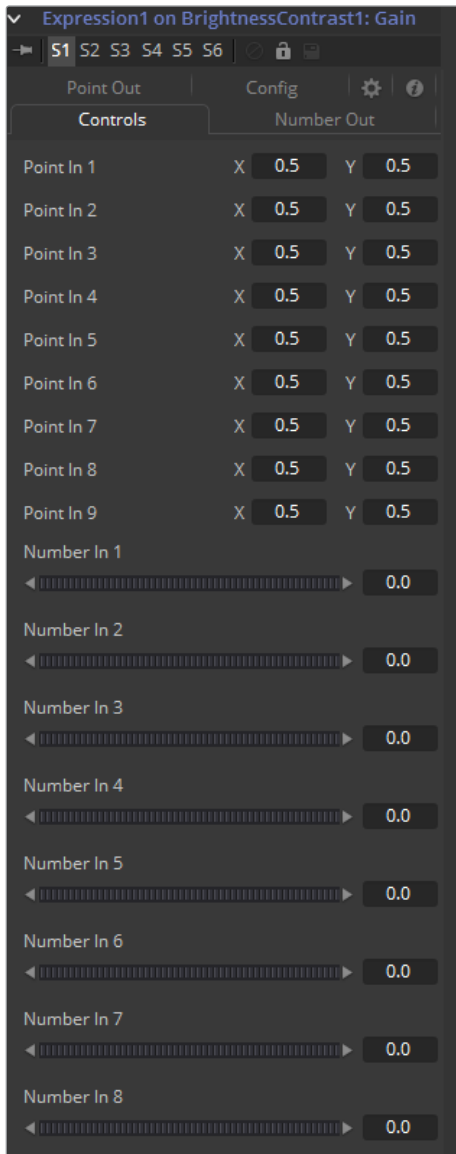 Expression1 on BrightnessContrast1: Gain
S1 S2 S3 S4 S5 S6
Point Out Config
Controls Number Out
Point In 1 X 0.5 Y 0.5
Point In 2 X 0.5 Y 0.5
Point In 3 X 0.5 Y 0.5
Point In 4 X 0.5 Y 0.5
Point In 5 X 0.5 Y 0.5
Point In 6 X 0.5 Y 0.5
Point In 7 X 0.5 Y 0.5
Point In 8 X 0.5 Y 0.5
Point In 9 X 0.5 Y 0.5
Number In 1
0.0
Number In 2
0.0
Number In 3
0.0
Number In 4
0.0
Number In 5
0.0
Number In 6
0.0
Number In 7
0.0
Number In 8
0.0